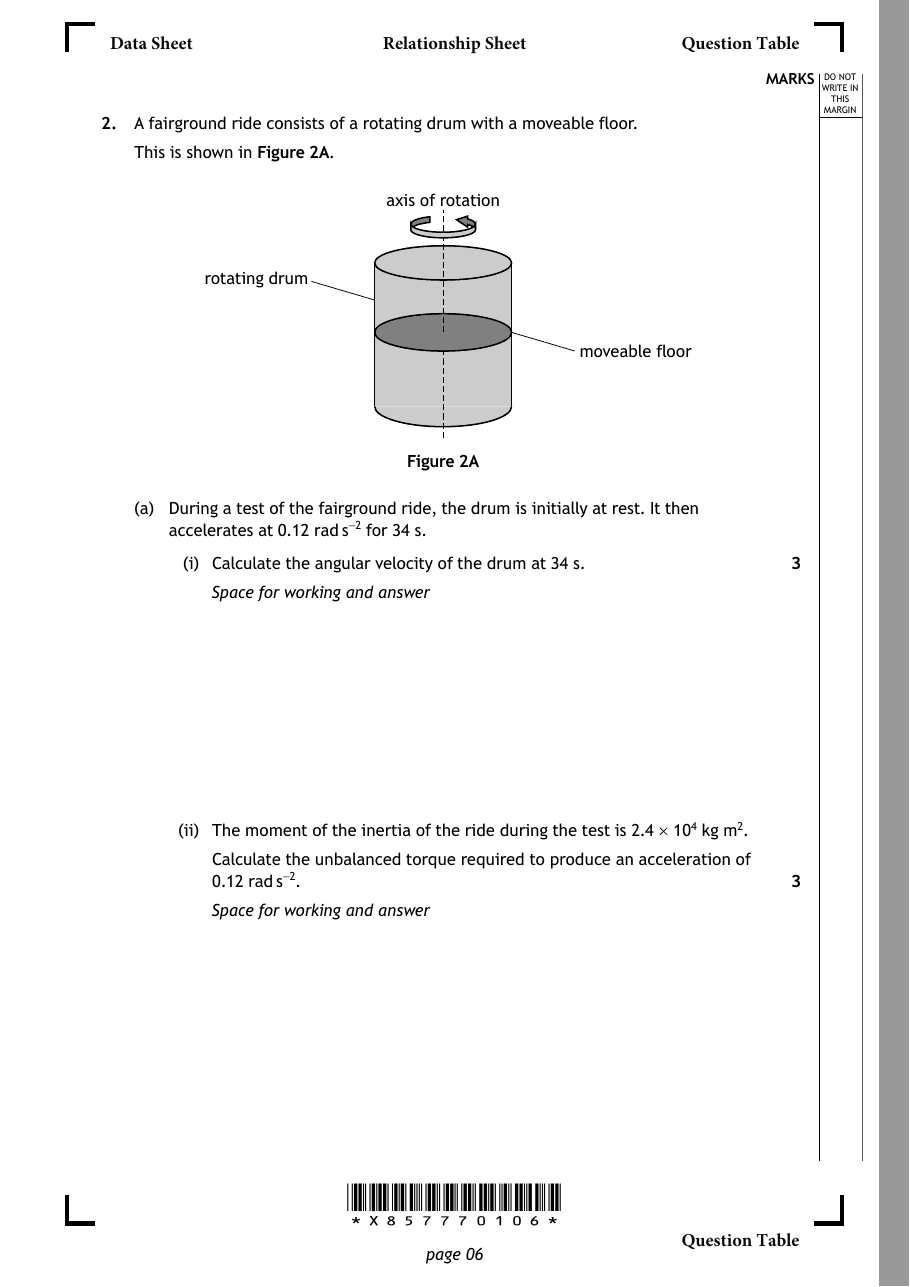 Data Sheet Relationship Sheet Question Table
MARKS
DO NOT
WRITE IN
THIS
MARGIN
2. A fairground ride consists of a rotating drum with a moveable floor.
This is shown in Figure 2A.
axis of rotation
rotating drum
moveable floor
Figure 2A
(a) During a test of the fairground ride, the drum is initially at rest. It then
accelerates at 0.12 rad s⁻² for 34 s.
(i) Calculate the angular velocity of the drum at 34 s. 3
Space for working and answer
(ii) The moment of the inertia of the ride during the test is 2.4 × 10⁴ kg m².
Calculate the unbalanced torque required to produce an acceleration of
0.12 rad s⁻². 3
Space for working and answer
* X 8 5 7 7 7 0 1 0 6 *
Question Table
page 06